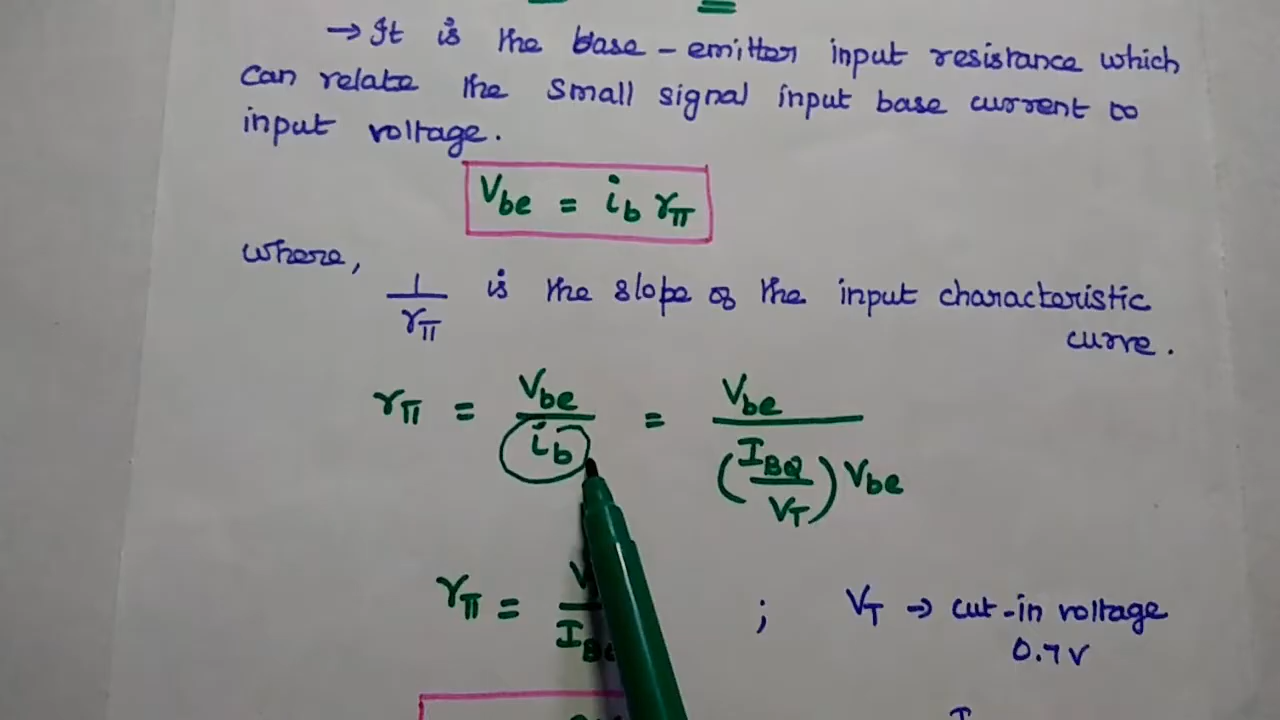 → It is the base - emitter input resistance which
can relate the small signal input base current to
input voltage.
Vbe = ib rπ
where,
1/rπ is the slope of the input characteristic
curve.
rπ = Vbe/ib = Vbe/(IBQ/VT) Vbe
rπ = V/IB ; VT → cut-in voltage
0.7V
I